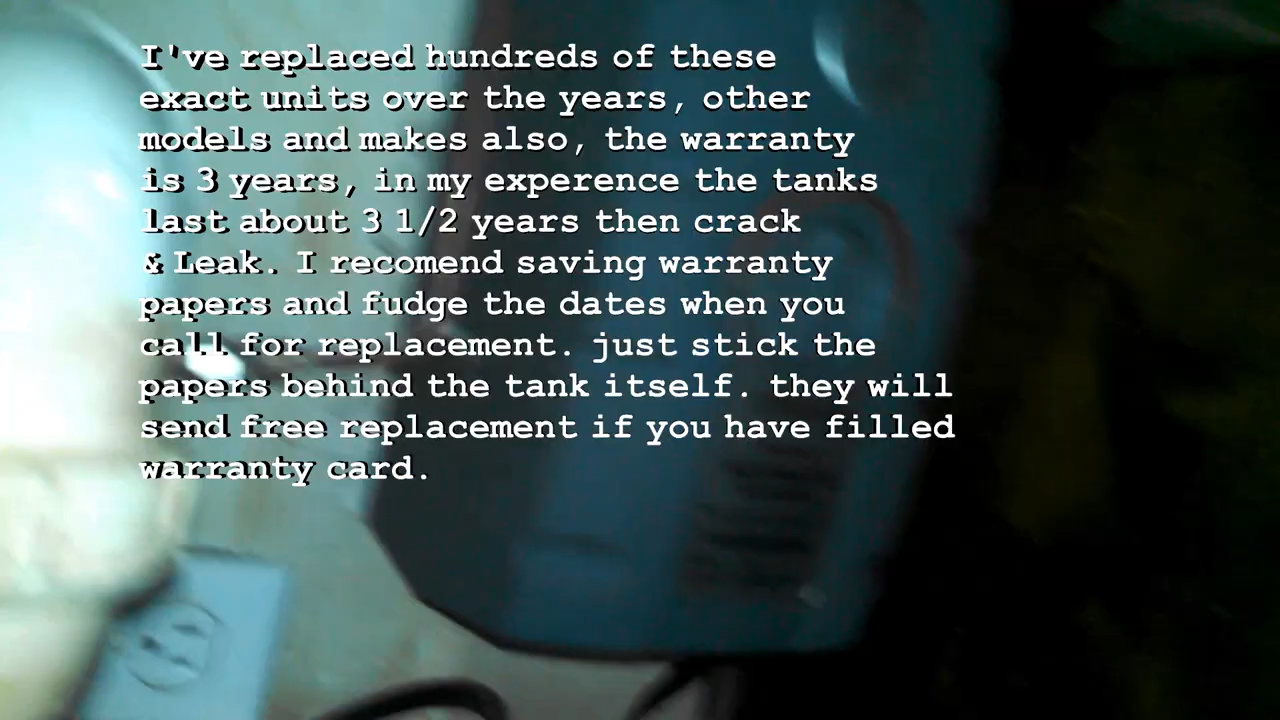 I've replaced hundreds of these
exact units over the years, other
models and makes also, the warranty
is 3 years, in my experence the tanks
last about 3 1/2 years then crack
& Leak. I recomend saving warranty
papers and fudge the dates when you
call for replacement. just stick the
papers behind the tank itself. they will
send free replacement if you have filled
warranty card.